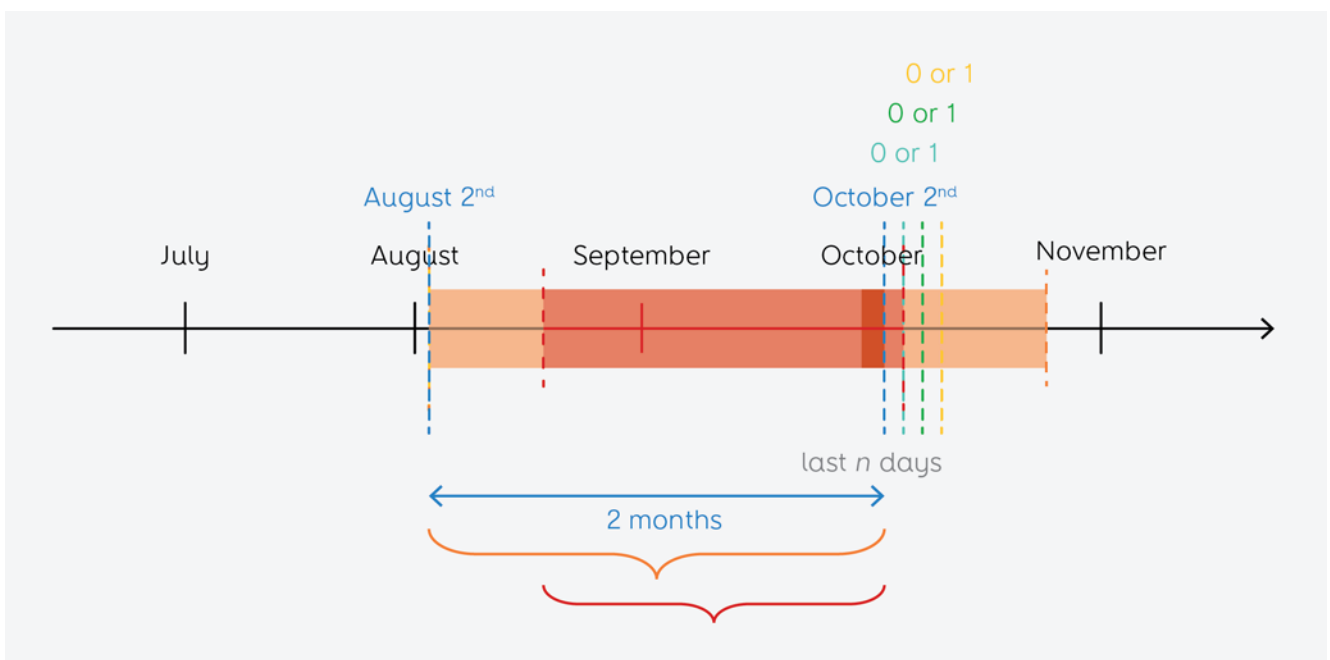 0 or 1
0 or 1
0 or 1
August 2nd
October 2nd
July
August
September
October
November
last n days
2 months